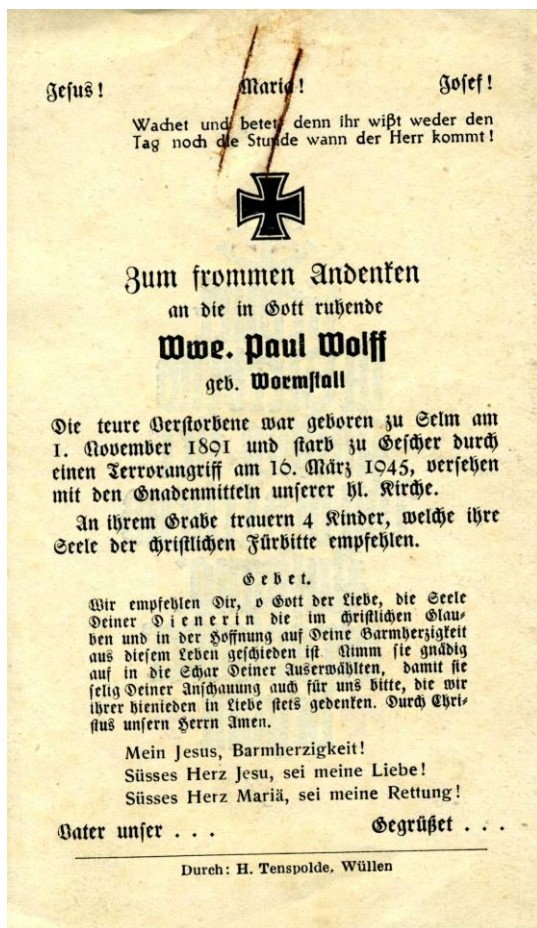 Jesus! Maria! Josef!
Wachet und betet denn ihr wißt weder den
Tag noch die Stunde wann der Herr kommt!
Zum frommen Andenken
an die in Gott ruhende
Wwe. Paul Wolff
geb. Wormstall
Die teure Verstorbene war geboren zu Selm am
1. November 1891 und starb zu Gescher durch
einen Terrorangriff am 16. März 1945, versehen
mit den Gnadenmitteln unserer hl. Kirche.
An ihrem Grabe trauern 4 Kinder, welche ihre
Seele der christlichen Fürbitte empfehlen.
Gebet.
Wir empfehlen Dir, o Gott der Liebe, die Seele
Deiner Dienerin die im christlichen Glau-
ben und in der Hoffnung auf Deine Barmherzigkeit
aus diesem Leben geschieden ist. Nimm sie gnädig
auf in die Schar Deiner Auserwählten, damit sie
selig Deiner Anschauung auch für uns bitte, die wir
ihrer hienieden in Liebe stets gedenken. Durch Chri-
stus unsern Herrn Amen.
Mein Jesus, Barmherzigkeit!
Süsses Herz Jesu, sei meine Liebe!
Süsses Herz Mariä, sei meine Rettung!
Vater unser . . . Gegrüßet . . .
Durch: H. Tenspolde, Wüllen